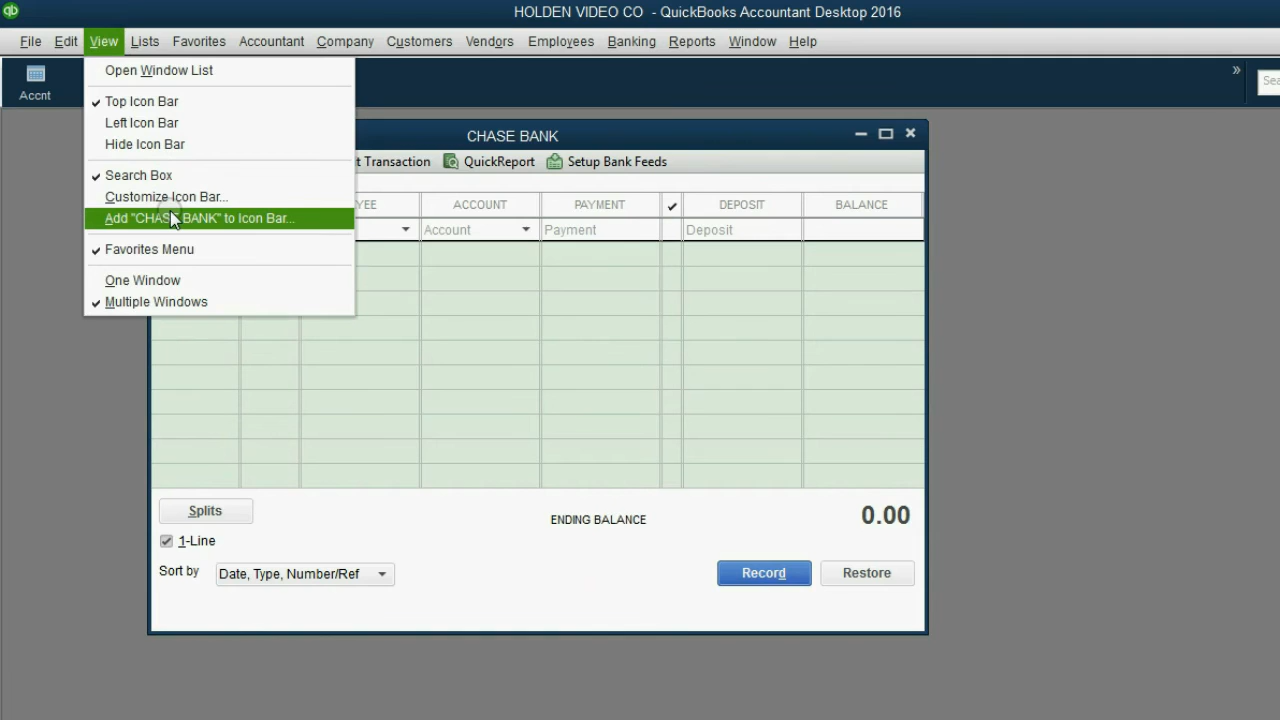 HOLDEN VIDEO CO - QuickBooks Accountant Desktop 2016
File Edit View Lists Favorites Accountant Company Customers Vendors Employees Banking Reports Window Help
Accnt
»
Sea
Open Window List
✓ Top Icon Bar
Left Icon Bar
Hide Icon Bar
✓ Search Box
Customize Icon Bar...
Add "CHASE BANK" to Icon Bar...
✓ Favorites Menu
One Window
✓ Multiple Windows
CHASE BANK
t Transaction QuickReport Setup Bank Feeds
YEE ACCOUNT PAYMENT ✓ DEPOSIT BALANCE
Account Payment Deposit
Splits
ENDING BALANCE 0.00
1-Line
Sort by Date, Type, Number/Ref
Record Restore